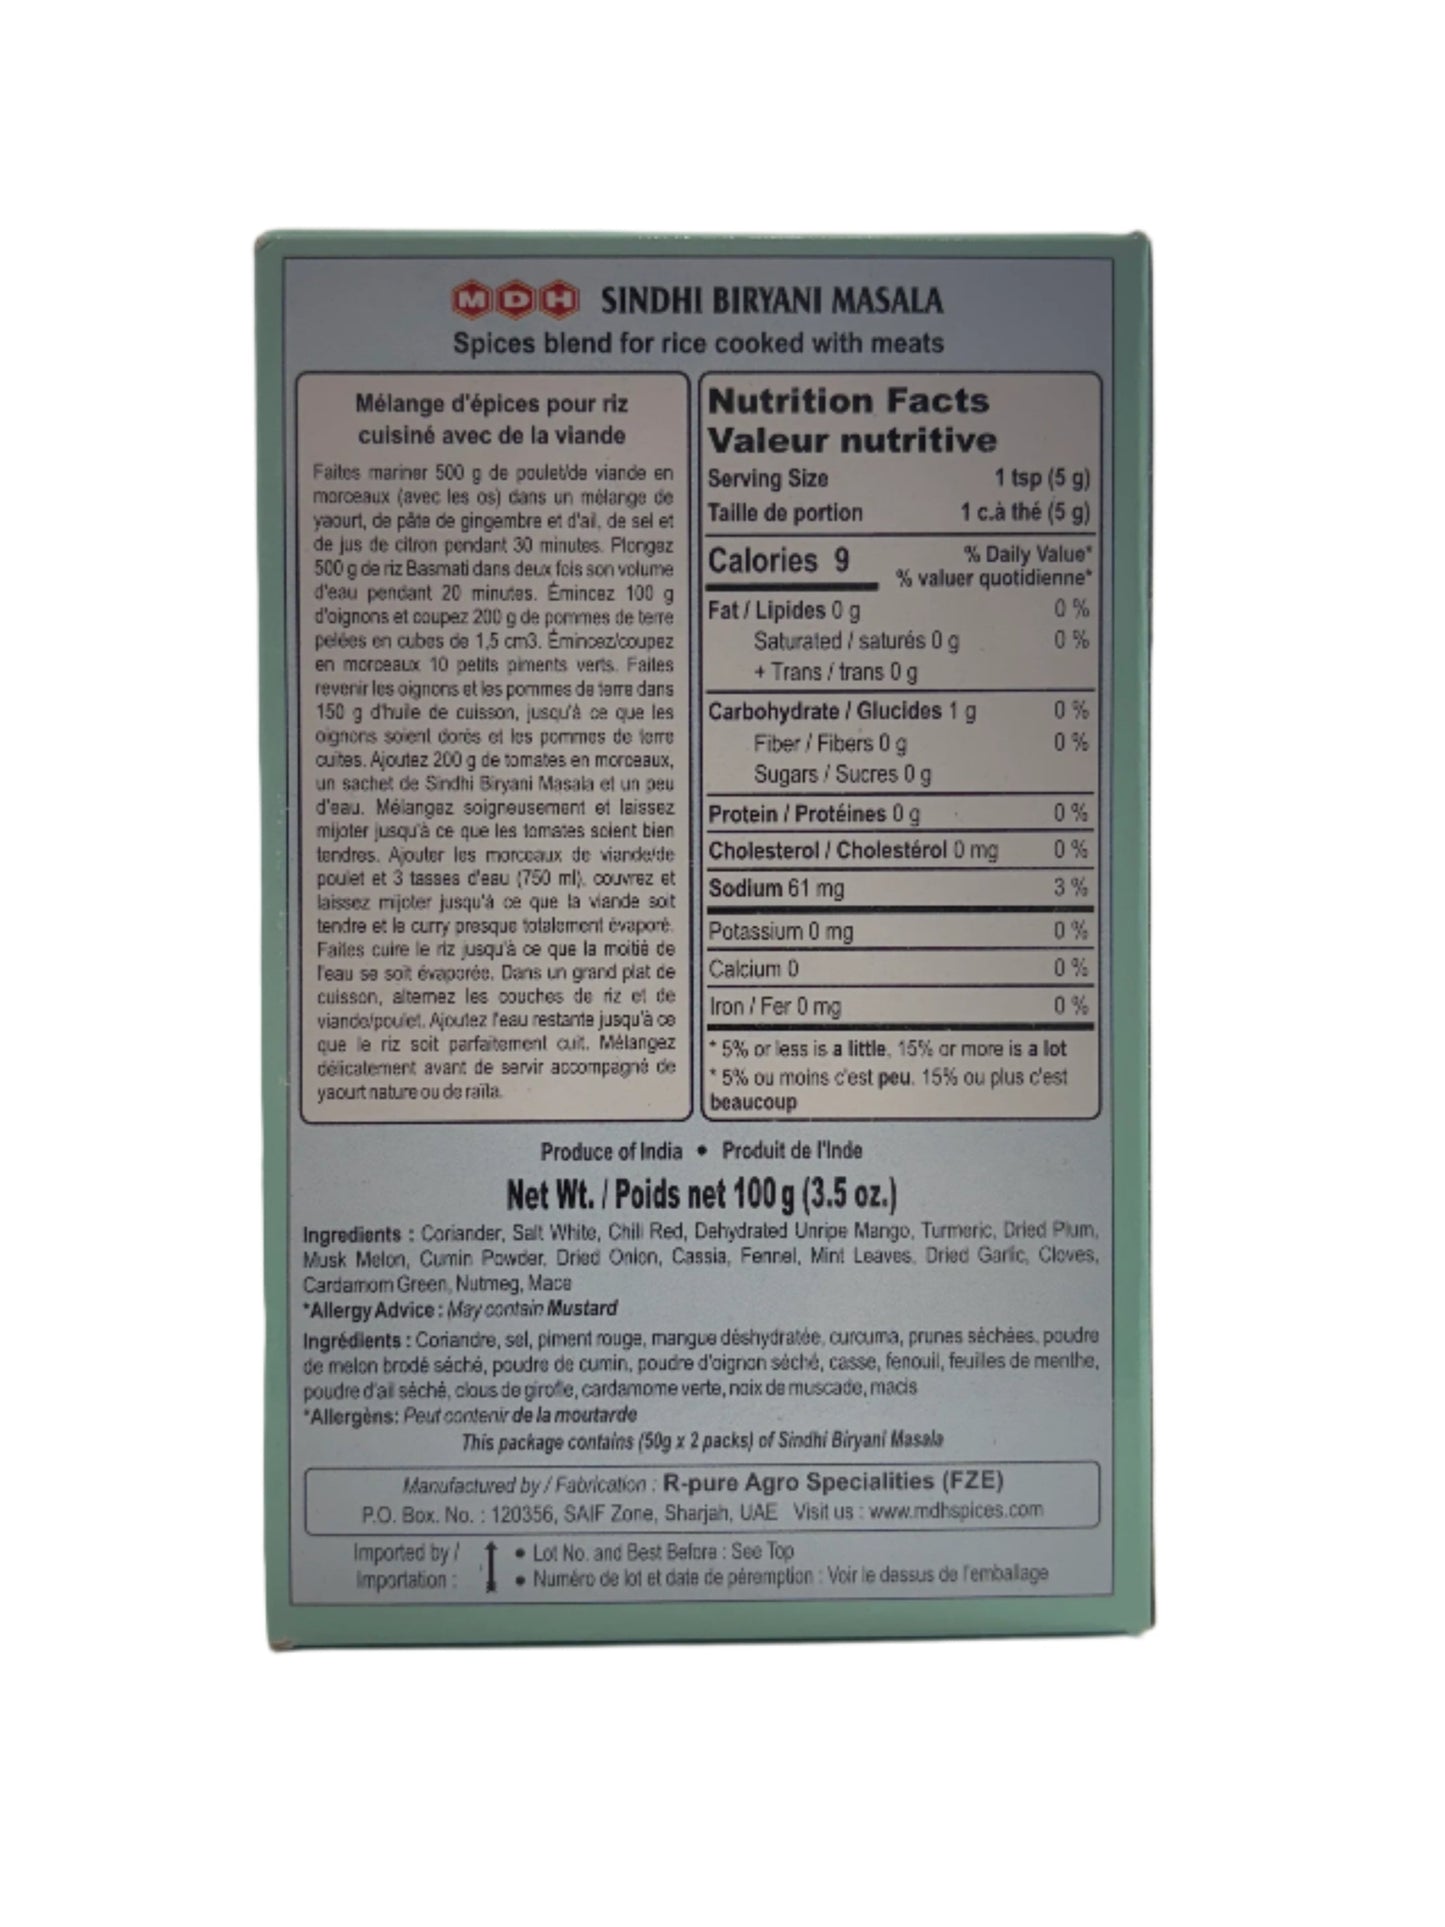 MDH SINDHI BIRYANI MASALA
Spices blend for rice cooked with meats
Mélange d'épices pour riz
cuisiné avec de la viande
Faites mariner 500 g de poulet/de viande en
morceaux (avec les os) dans un mélange de
yaourt, de pâte de gingembre et d'ail, de sel et
de jus de citron pendant 30 minutes. Plongez
500 g de riz Basmati dans deux fois son volume
d'eau pendant 20 minutes. Émincez 100 g
d'oignons et coupez 200 g de pommes de terre
pelées en cubes de 1,5 cm3. Émincez/coupez
en morceaux 10 petits piments verts. Faites
revenir les oignons et les pommes de terre dans
150 g d'huile de cuisson, jusqu'à ce que les
oignons soient dorés et les pommes de terre
cuites. Ajoutez 200 g de tomates en morceaux,
un sachet de Sindhi Biryani Masala et un peu
d'eau. Mélangez soigneusement et laissez
mijoter jusqu'à ce que les tomates soient bien
tendres. Ajouter les morceaux de viande/de
poulet et 3 tasses d'eau (750 ml), couvrez et
laissez mijoter jusqu'à ce que la viande soit
tendre et le curry presque totalement évaporé.
Faites cuire le riz jusqu'à ce que la moitié de
l'eau se soit évaporée. Dans un grand plat de
cuisson, alternez les couches de riz et de
viande/poulet. Ajoutez l'eau restante jusqu'à ce
que le riz soit parfaitement cuit. Mélangez
délicatement avant de servir accompagné de
yaourt nature ou de raïta.
Nutrition Facts
Valeur nutritive
Serving Size 1 tsp (5 g)
Taille de portion 1 c.à thé (5 g)
Calories 9 % Daily Value*
% valuer quotidienne*
Fat / Lipides 0 g 0 %
Saturated / saturés 0 g 0 %
+ Trans / trans 0 g
Carbohydrate / Glucides 1 g 0 %
Fiber / Fibers 0 g 0 %
Sugars / Sucres 0 g
Protein / Protéines 0 g 0 %
Cholesterol / Cholestérol 0 mg 0 %
Sodium 61 mg 3 %
Potassium 0 mg 0 %
Calcium 0 0 %
Iron / Fer 0 mg 0 %
* 5% or less is a little, 15% or more is a lot
* 5% ou moins c'est peu. 15% ou plus c'est
beaucoup
Produce of India • Produit de l'Inde
Net Wt. / Poids net 100 g (3.5 oz.)
Ingredients : Coriander, Salt White, Chili Red, Dehydrated Unripe Mango, Turmeric, Dried Plum,
Musk Melon, Cumin Powder, Dried Onion, Cassia, Fennel, Mint Leaves, Dried Garlic, Cloves,
Cardamom Green, Nutmeg, Mace
*Allergy Advice : May contain Mustard
Ingrédients : Coriandre, sel, piment rouge, mangue déshydratée, curcuma, prunes séchées, poudre
de melon brodé séché, poudre de cumin, poudre d'oignon séché, casse, fenouil, feuilles de menthe,
poudre d'ail séché, clous de girofle, cardamome verte, noix de muscade, macis
*Allergèns: Peut contenir de la moutarde
This package contains (50g x 2 packs) of Sindhi Biryani Masala
Manufactured by / Fabrication : R-pure Agro Specialities (FZE)
P.O. Box. No. : 120356, SAIF Zone, Sharjah, UAE Visit us : www.mdhspices.com
Imported by / • Lot No. and Best Before : See Top
Importation : • Numéro de lot et date de péremption : Voir le dessus de l'emballage